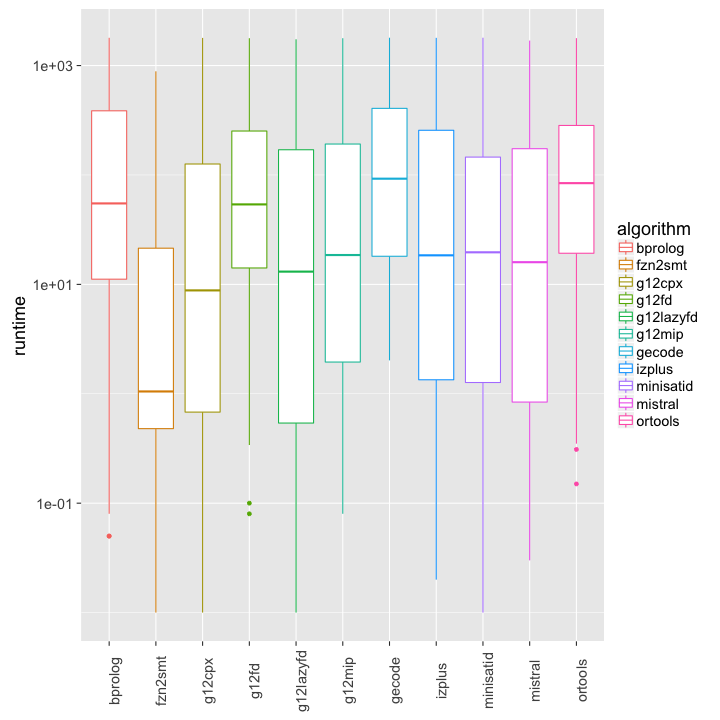 runtime
1e+03
1e+01
1e-01
bprolog
fzn2smt
g12cpx
g12fd
g12lazyfd
g12mip
gecode
izplus
minisatid
mistral
ortools
algorithm
bprolog
fzn2smt
g12cpx
g12fd
g12lazyfd
g12mip
gecode
izplus
minisatid
mistral
ortools